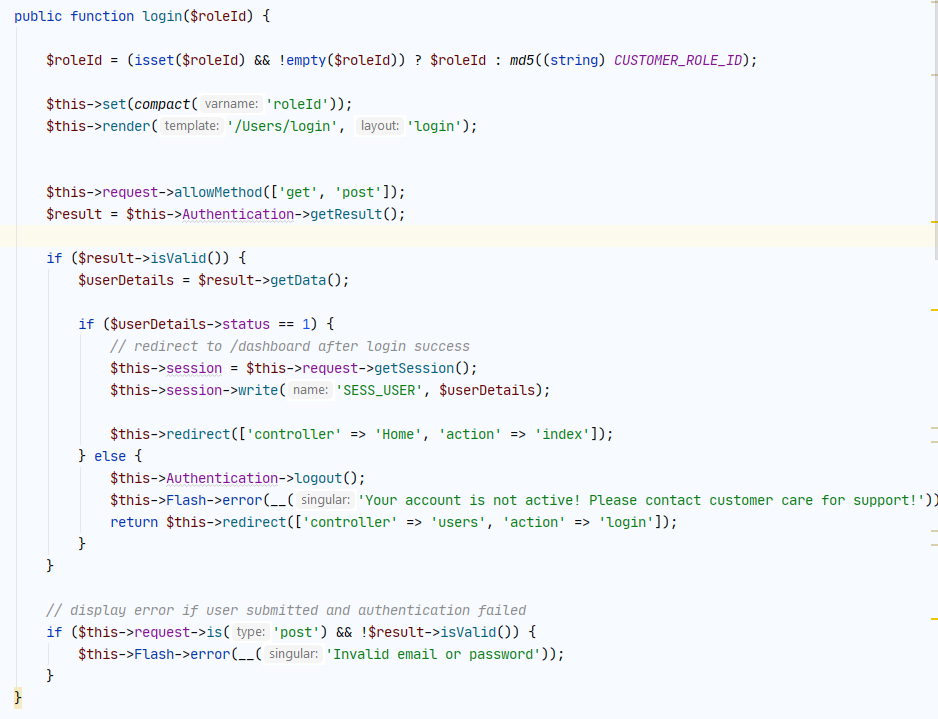 public function login($roleId) {
$roleId = (isset($roleId) && !empty($roleId)) ? $roleId : md5((string) CUSTOMER_ROLE_ID);
$this->set(compact( varname: 'roleId'));
$this->render( template: '/Users/login', layout: 'login');
$this->request->allowMethod(['get', 'post']);
$result = $this->Authentication->getResult();
if ($result->isValid()) {
$userDetails = $result->getData();
if ($userDetails->status == 1) {
// redirect to /dashboard after login success
$this->session = $this->request->getSession();
$this->session->write( name: 'SESS_USER', $userDetails);
$this->redirect(['controller' => 'Home', 'action' => 'index']);
} else {
$this->Authentication->logout();
$this->Flash->error(__( singular: 'Your account is not active! Please contact customer care for support!'))
return $this->redirect(['controller' => 'users', 'action' => 'login']);
}
}
// display error if user submitted and authentication failed
if ($this->request->is( type: 'post') && !$result->isValid()) {
$this->Flash->error(__( singular: 'Invalid email or password'));
}
}